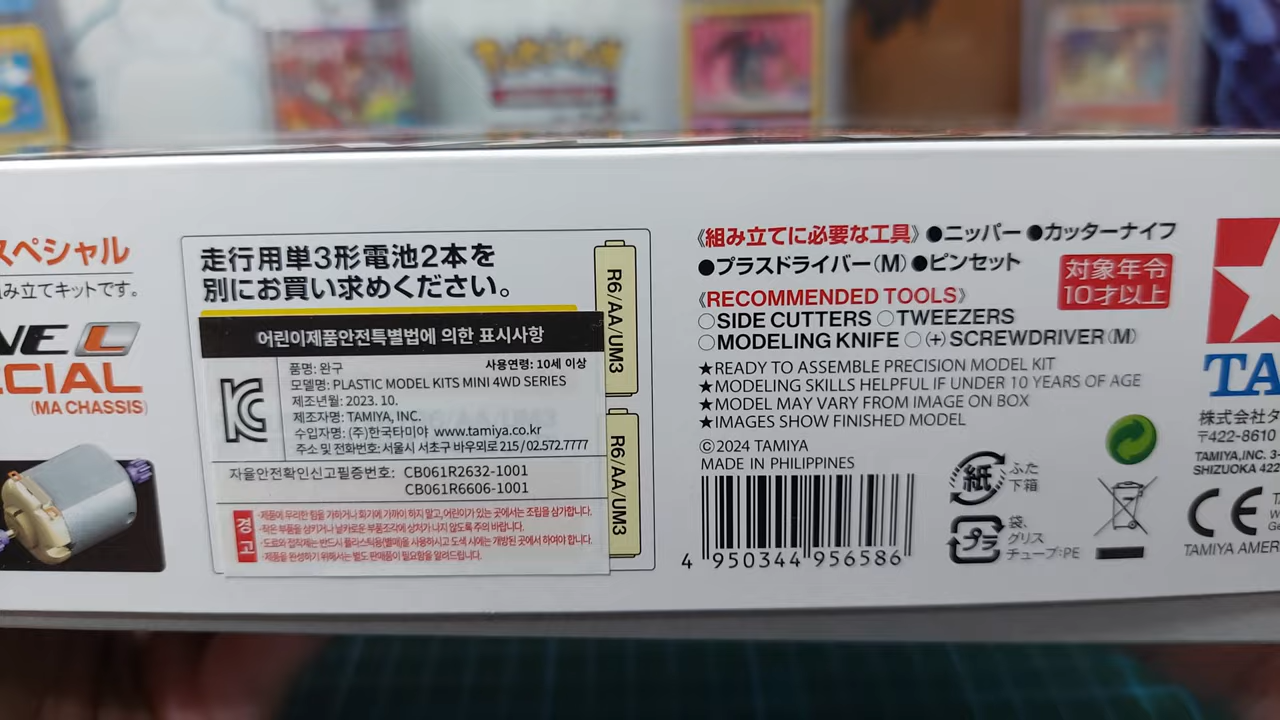 スペシャル
み立てキットです。
NE L
ECIAL
(MA CHASSIS)
走行用単3形電池2本を
別にお買い求めください。
R6/AA/UM3
R6/AA/UM3
어린이제품안전특별법에 의한 표시사항
품명: 완구 사용연령: 10세 이상
모델명: PLASTIC MODEL KITS MINI 4WD SERIES
제조년월: 2023. 10.
제조자명: TAMIYA, INC.
수입자명: (주)한국타미야 www.tamiya.co.kr
주소 및 전화번호: 서울시 서초구 바우뫼로 215 / 02.572.7777
자율안전확인신고필증번호: CB061R2632-1001
CB061R6606-1001
경고
·제품에 무리한 힘을 가하거나 화기에 가까이 하지 말고, 어린이가 있는 곳에서는 조립을 삼가합니다.
·작은 부품을 삼키거나 날카로운 부품조각에 상처가 나지 않도록 주의 바랍니다.
·도료와 접착제는 반드시 플라스틱용(별매)을 사용하시고 도색 시에는 개방된 곳에서 하여야 합니다.
·제품을 완성하기 위해서는 별도 판매품이 필요함을 알려드립니다.
《組み立てに必要な工具》●ニッパー ●カッターナイフ
●プラスドライバー(M) ●ピンセット
対象年令
10才以上
《RECOMMENDED TOOLS》
○SIDE CUTTERS ○TWEEZERS
○MODELING KNIFE ○(+)SCREWDRIVER(M)
★READY TO ASSEMBLE PRECISION MODEL KIT
★MODELING SKILLS HELPFUL IF UNDER 10 YEARS OF AGE
★MODEL MAY VARY FROM IMAGE ON BOX
★IMAGES SHOW FINISHED MODEL
©2024 TAMIYA
MADE IN PHILIPPINES
4 950344 956586
紙 ふた
下箱
プラ 袋、
グリス
チューブ:PE
TA
株式会社タ
〒422-8610
TAMIYA,INC. 3-
SHIZUOKA 422
CE
TAMIYA AMER